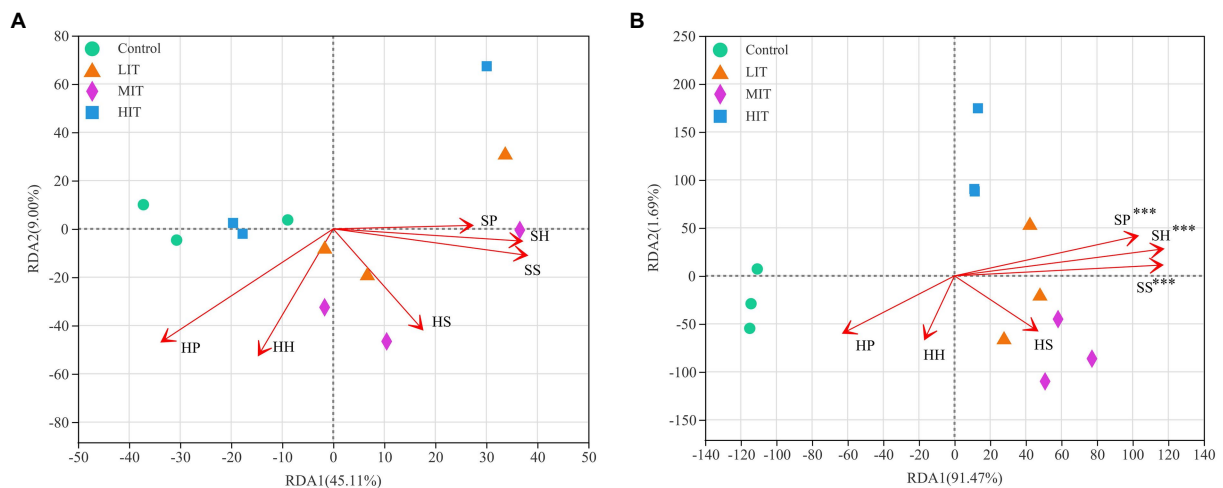 A
Control
LIT
MIT
HIT
80
60
40
20
0
-20
-40
-60
-80
RDA2(9.00%)
SP
SH
SS
HS
HP
HH
-50
-40
-30
-20
-10
0
10
20
30
40
50
RDA1(45.11%)
B
Control
LIT
MIT
HIT
250
200
150
100
50
0
-50
-100
-150
RDA2(1.69%)
SP ***
SH ***
SS ***
HS
HP
HH
-140
-120
-100
-80
-60
-40
-20
0
20
40
60
80
100
120
140
RDA1(91.47%)